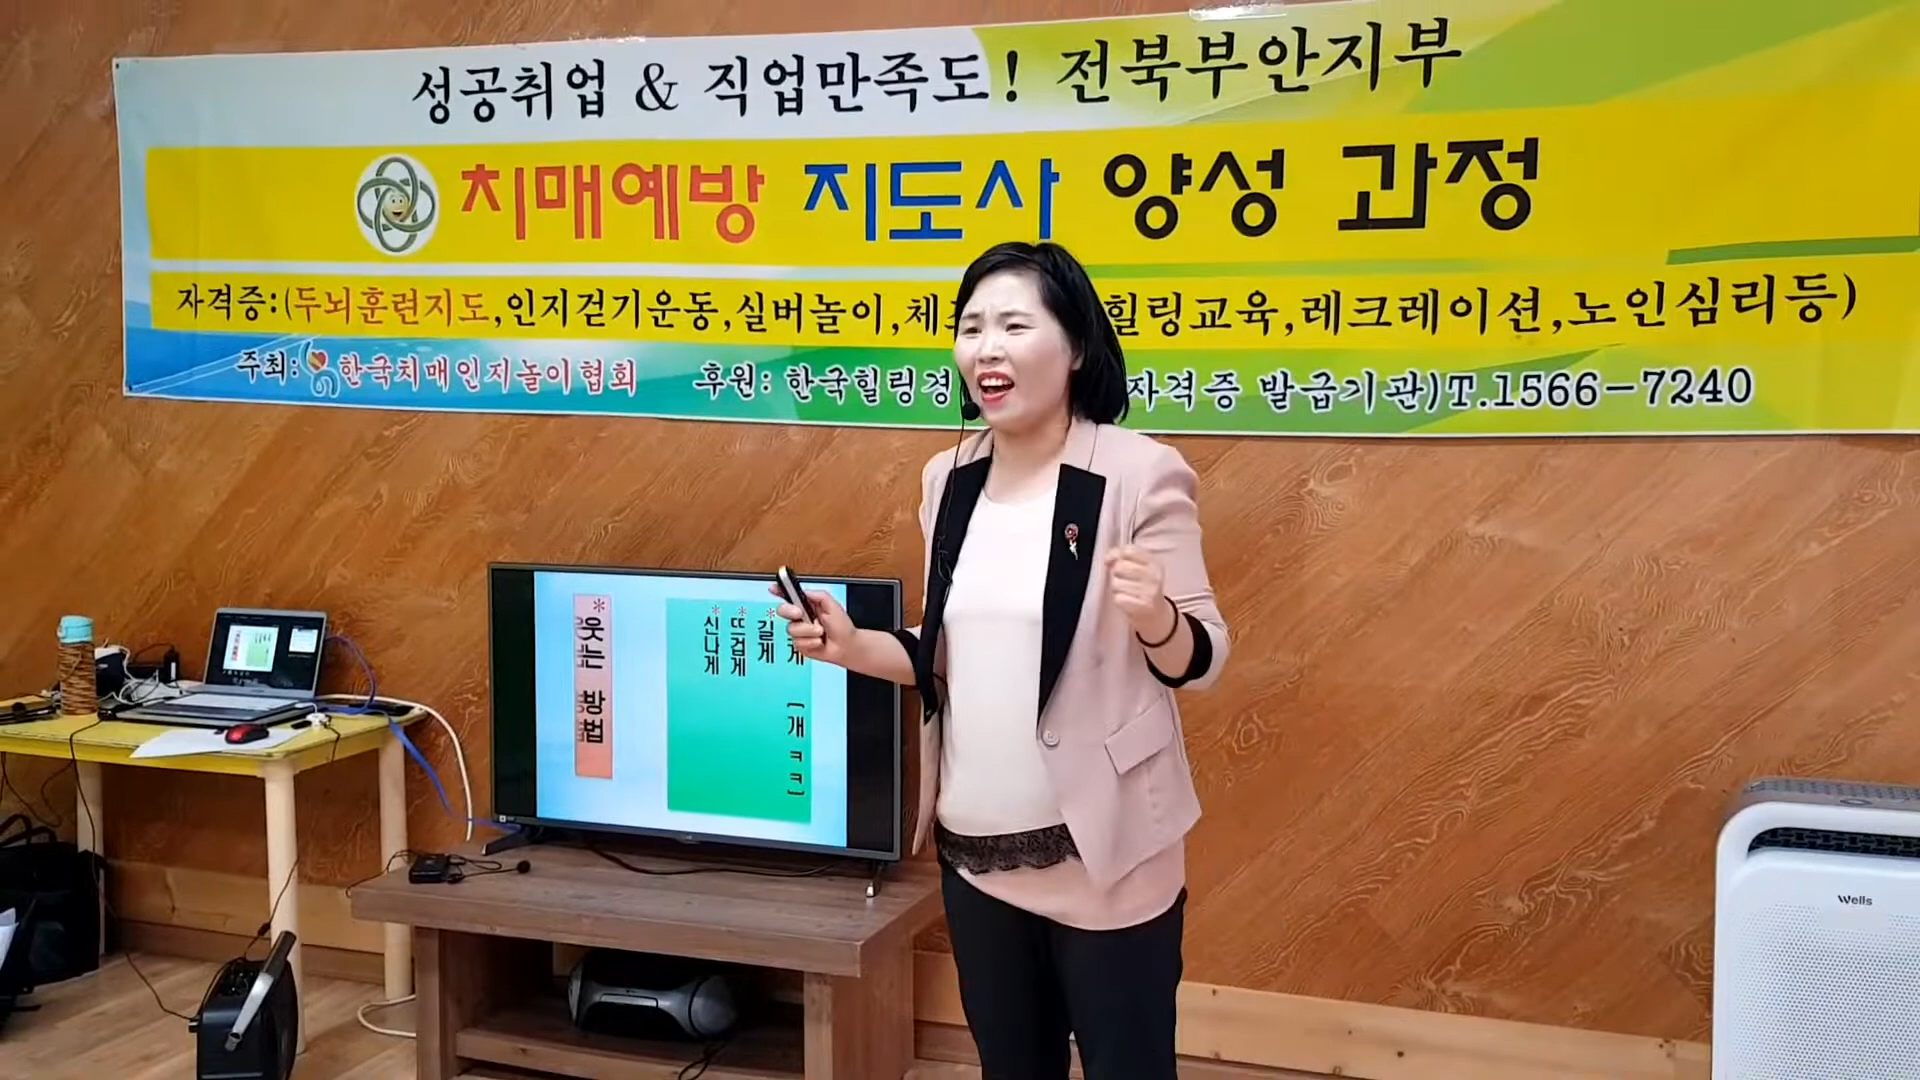 성공취업 & 직업만족도! 전북부안지부
치매예방 지도사 양성 과정
자격증:(두뇌훈련지도,인지걷기운동,실버놀이,체 힐링교육,레크레이션,노인심리등)
주최: 한국치매인지놀이협회 후원: 한국힐링경 자격증 발급기관)T.1566-7240
*웃는 방법
게 (개ㅋㅋ)
*길게
*뜨겁게
*신나게
Wells